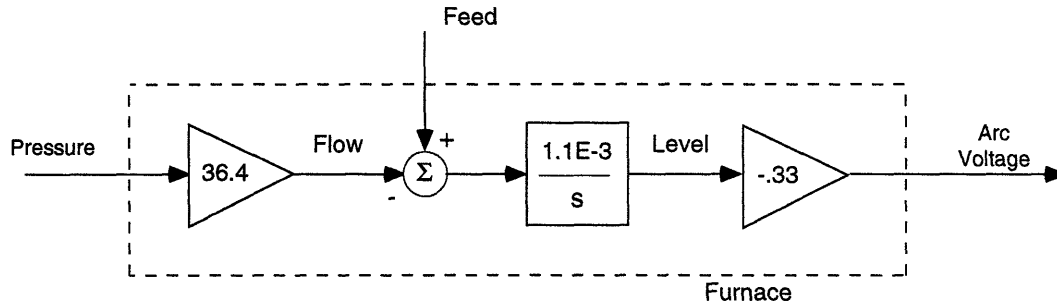 Feed
Pressure
36.4
Flow
+
Σ
-
1.1E-3
s
Level
-.33
Arc
Voltage
Furnace